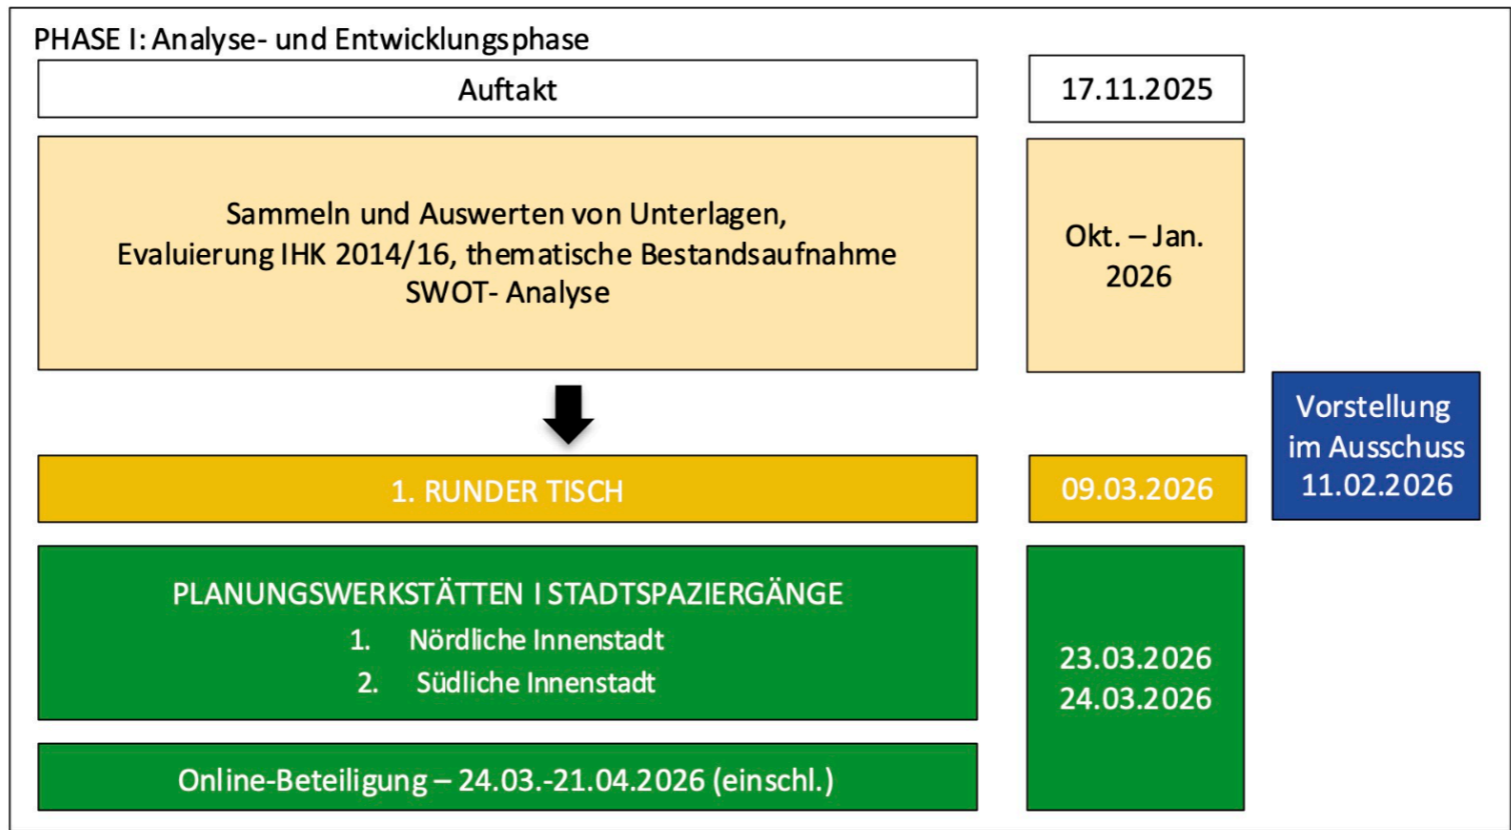 PHASE I: Analyse- und Entwicklungsphase
Auftakt
17.11.2025
Sammeln und Auswerten von Unterlagen,
Evaluierung IHK 2014/16, thematische Bestandsaufnahme
SWOT- Analyse
Okt. – Jan.
2026
Vorstellung
im Ausschuss
11.02.2026
1. RUNDER TISCH
09.03.2026
PLANUNGSWERKSTÄTTEN I STADTSPAZIERGÄNGE
1. Nördliche Innenstadt
2. Südliche Innenstadt
23.03.2026
24.03.2026
Online-Beteiligung – 24.03.-21.04.2026 (einschl.)